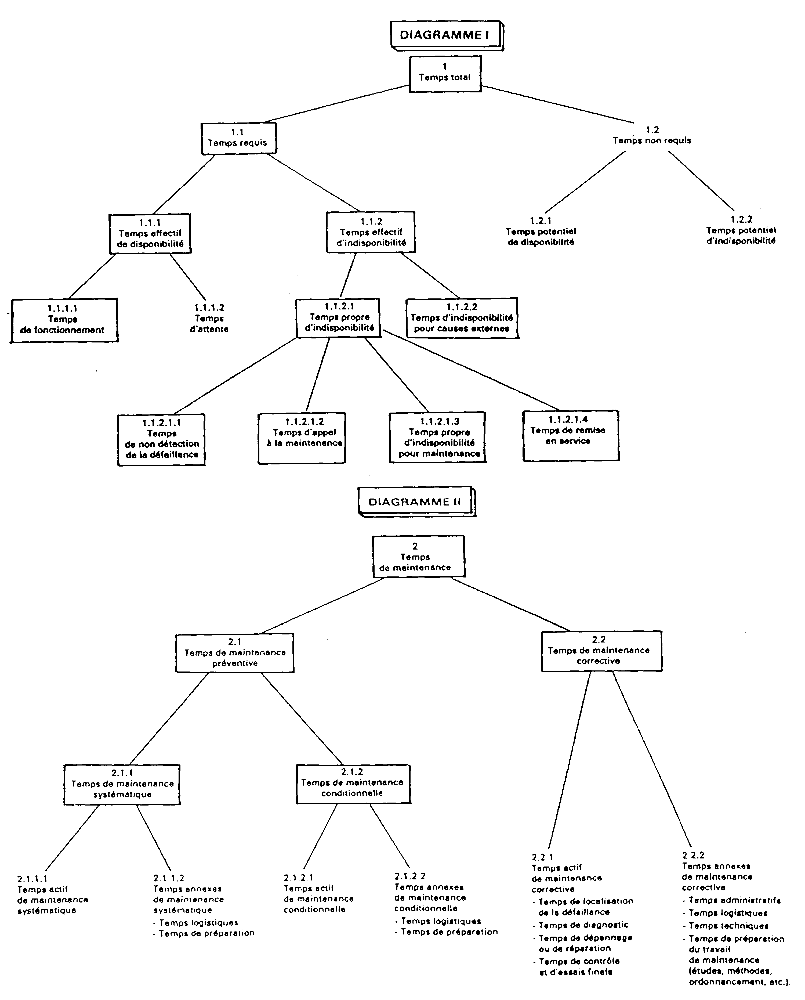 DIAGRAMME I
1
Temps total
1.1
Temps requis
1.2
Temps non requis
1.1.1
Temps effectif
de disponibilité
1.1.2
Temps effectif
d'indisponibilité
1.2.1
Temps potentiel
de disponibilité
1.2.2
Temps potentiel
d'indisponibilité
1.1.1.1
Temps
de fonctionnement
1.1.1.2
Temps
d'attente
1.1.2.1
Temps propre
d'indisponibilité
1.1.2.2
Temps d'indisponibilité
pour causes externes
1.1.2.1.1
Temps
de non détection
de la défaillance
1.1.2.1.2
Temps d'appel
à la maintenance
1.1.2.1.3
Temps propre
d'indisponibilité
pour maintenance
1.1.2.1.4
Temps de remise
en service
DIAGRAMME II
2
Temps
de maintenance
2.1
Temps de maintenance
préventive
2.2
Temps de maintenance
corrective
2.1.1
Temps de maintenance
systématique
2.1.2
Temps de maintenance
conditionnelle
2.1.1.1
Temps actif
de maintenance
systématique
2.1.1.2
Temps annexes
de maintenance
systématique
- Temps logistiques
- Temps de préparation
2.1.2.1
Temps actif
de maintenance
conditionnelle
2.1.2.2
Temps annexes
de maintenance
conditionnelle
- Temps logistiques
- Temps de préparation
2.2.1
Temps actif
de maintenance
corrective
- Temps de localisation
de la défaillance
- Temps de diagnostic
- Temps de dépannage
ou de réparation
- Temps de contrôle
et d'essais finals
2.2.2
Temps annexes
de maintenance
corrective
- Temps administratifs
- Temps logistiques
- Temps techniques
- Temps de préparation
du travail
de maintenance
(études, méthodes,
ordonnancement, etc.).